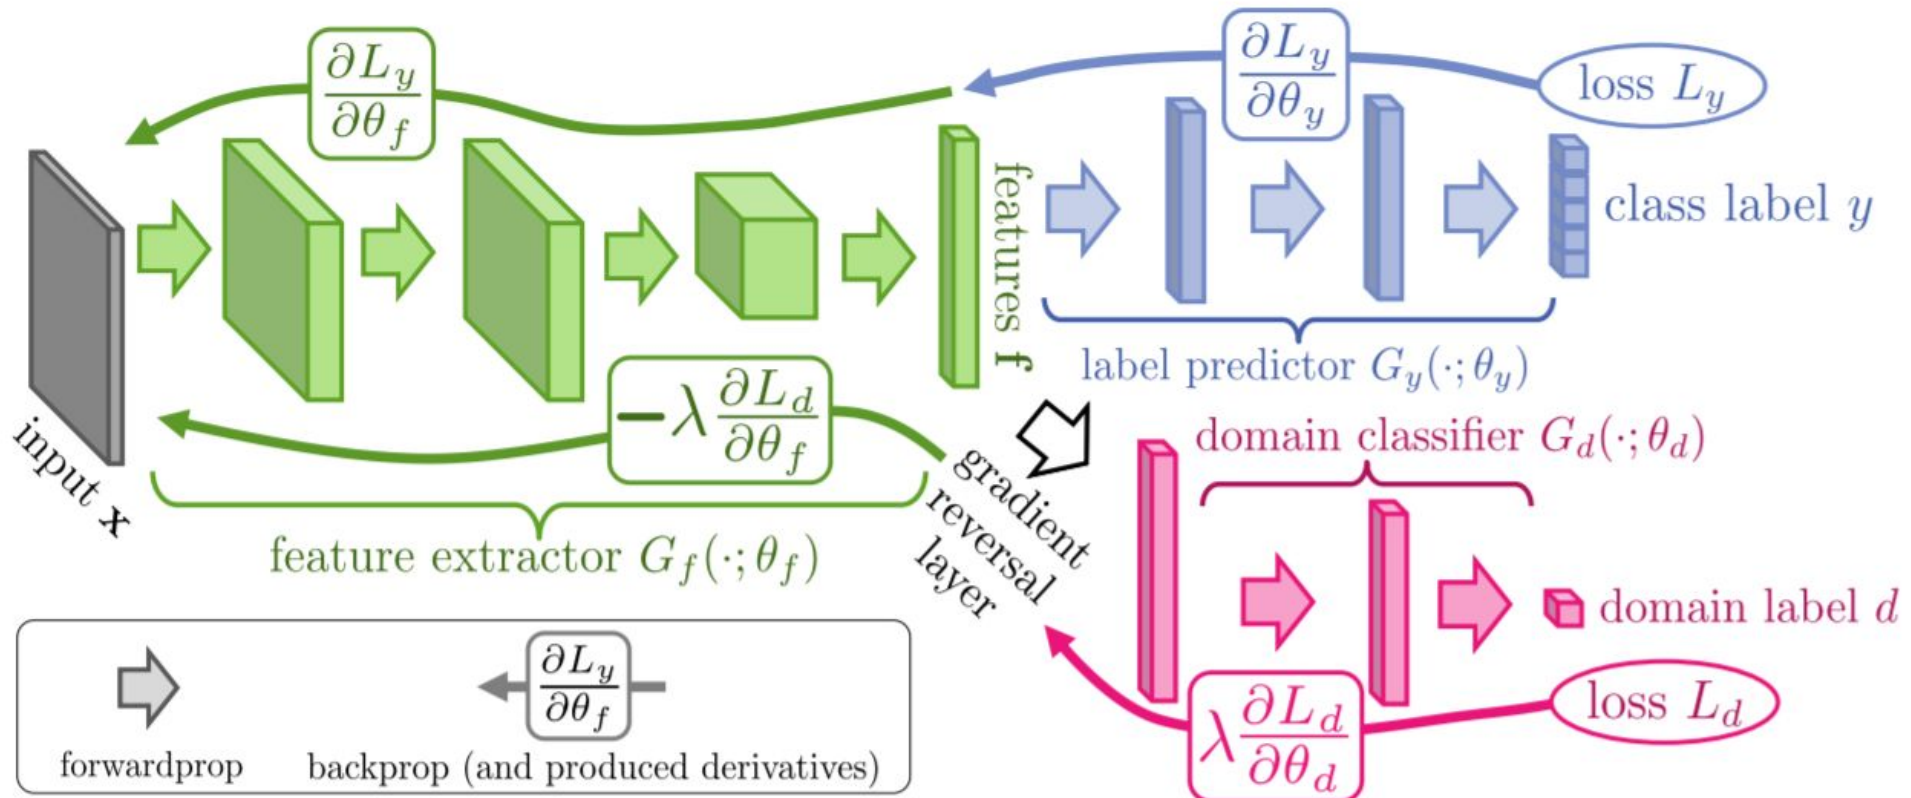 ∂L_y/∂θ_f
∂L_y/∂θ_y
loss L_y
features f
class label y
label predictor G_y(·; θ_y)
input x
−λ ∂L_d/∂θ_f
feature extractor G_f(·; θ_f)
gradient
reversal
layer
domain classifier G_d(·; θ_d)
domain label d
loss L_d
λ ∂L_d/∂θ_d
∂L_y/∂θ_f
forwardprop
backprop (and produced derivatives)